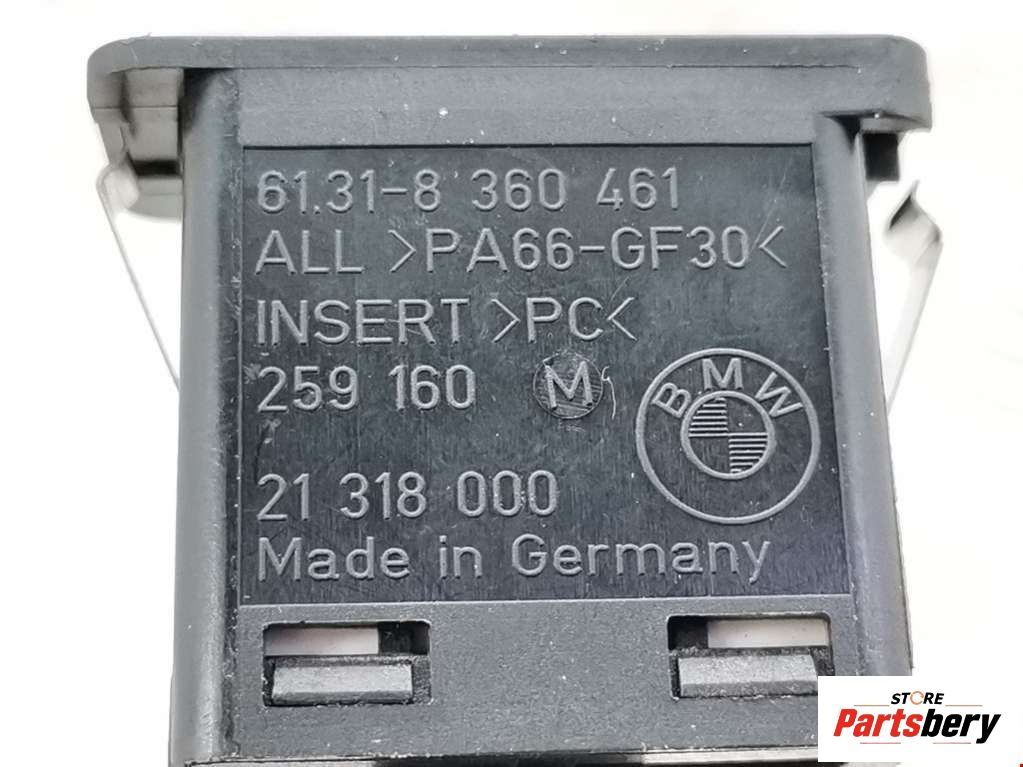 61.31-8 360 461
ALL >PA66-GF30<
INSERT >PC<
259 160 M
BMW
21 318 000
Made in Germany
STORE
Partsbery